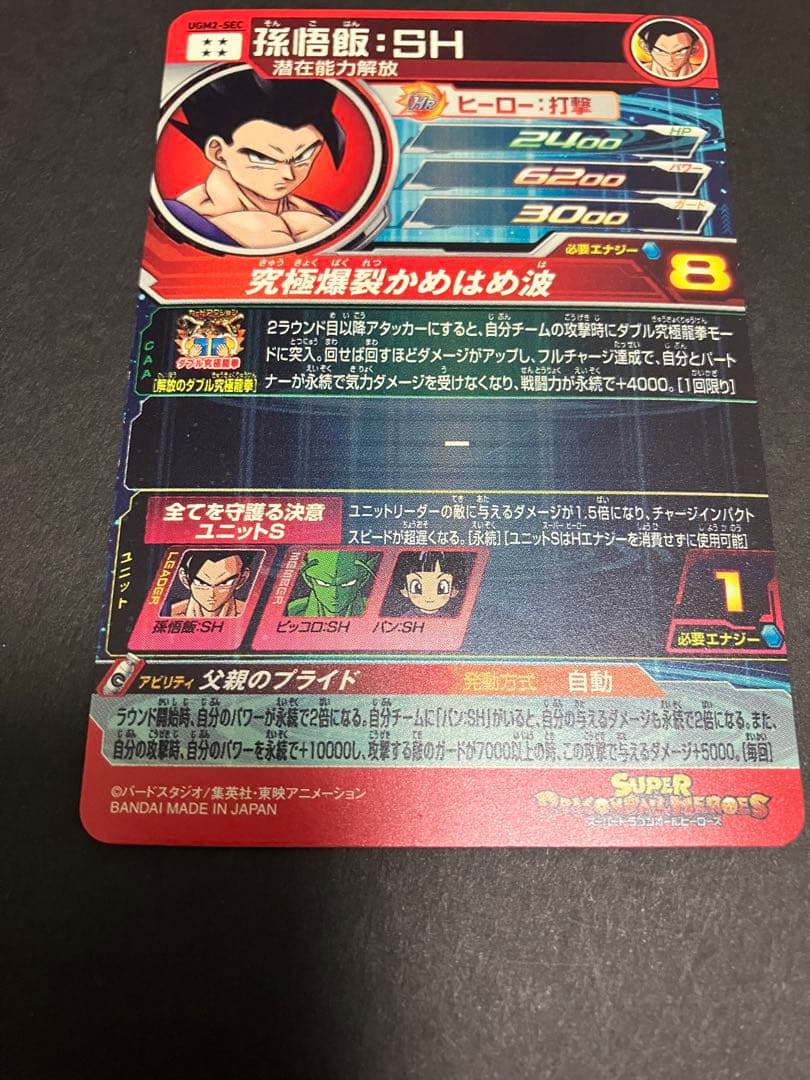 UGM2-SEC
孫悟飯:SH
そん ご はん
潜在能力解放
HR ヒーロー:打撃
2400 HP
6200 パワー
3000 ガード
必要エナジー 8
きゅう きょく ばく れつ は
究極爆裂かめはめ波
CAA
ダブル究極龍拳
[解放のダブル究極龍拳]
2ラウンド目以降アタッカーにすると、自分チームの攻撃時にダブル究極龍拳モー
ドに突入。回せば回すほどダメージがアップし、フルチャージ達成で、自分とパート
ナーが永続で気力ダメージを受けなくなり、戦闘力が永続で+4000。[1回限り]
ー
ユニット
全てを守護る決意
ユニットS
ユニットリーダーの敵に与えるダメージが1.5倍になり、チャージインパクト
スピードが超遅くなる。[永続][ユニットSはHエナジーを消費せずに使用可能]
LEADER
孫悟飯:SH
MEMBER
ピッコロ:SH
パン:SH
1
必要エナジー
アビリティ 父親のプライド 発動方式 自動
ラウンド開始時、自分のパワーが永続で2倍になる。自分チームに「パン:SH」がいると、自分の与えるダメージも永続で2倍になる。また、
自分の攻撃時、自分のパワーを永続で+10000し、攻撃する敵のガードが7000以上の時、この攻撃で与えるダメージ+5000。[毎回]
©バードスタジオ/集英社・東映アニメーション
BANDAI MADE IN JAPAN
SUPER
DRAGONBALL HEROES
スーパードラゴンボールヒーローズ